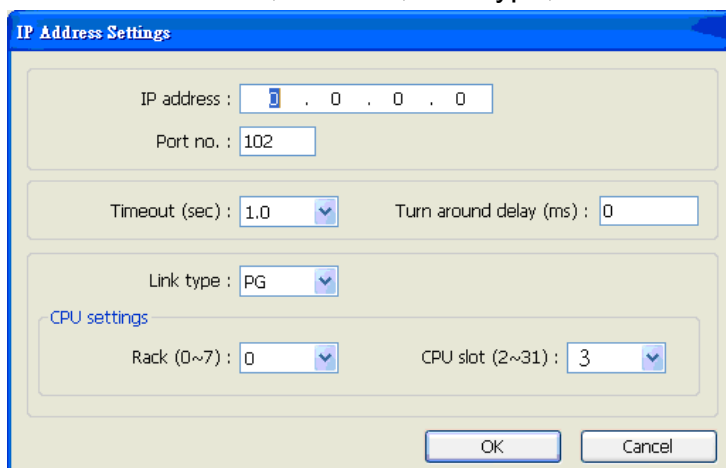 IP Address Settings
IP address : 0 . 0 . 0 . 0
Port no. : 102
Timeout (sec) : 1.0 Turn around delay (ms) : 0
Link type : PG
CPU settings
Rack (0~7) : 0 CPU slot (2~31) : 3
OK Cancel